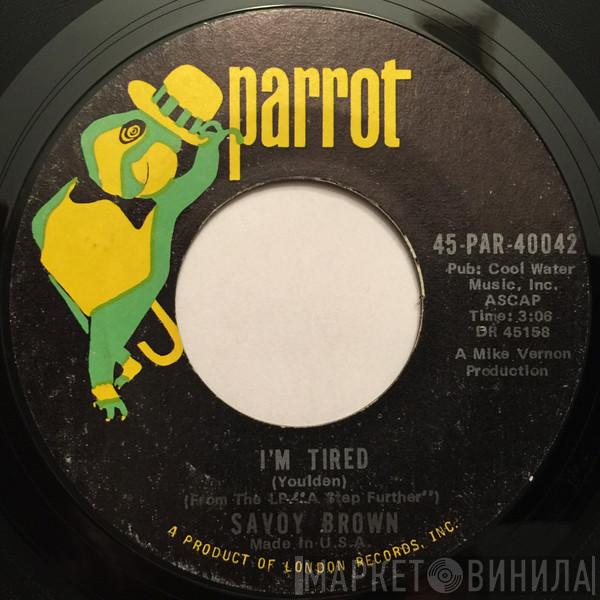 parrot
45-PAR-40042
Pub: Cool Water
Music, Inc.
ASCAP
Time: 3:06
DR 45158
A Mike Vernon
Production
I'M TIRED
(Youlden)
(From The LP-"A Step Further")
SAVOY BROWN
Made In U.S.A.
A PRODUCT OF LONDON RECORDS, INC.
МАРКЕТ ВИНИЛА